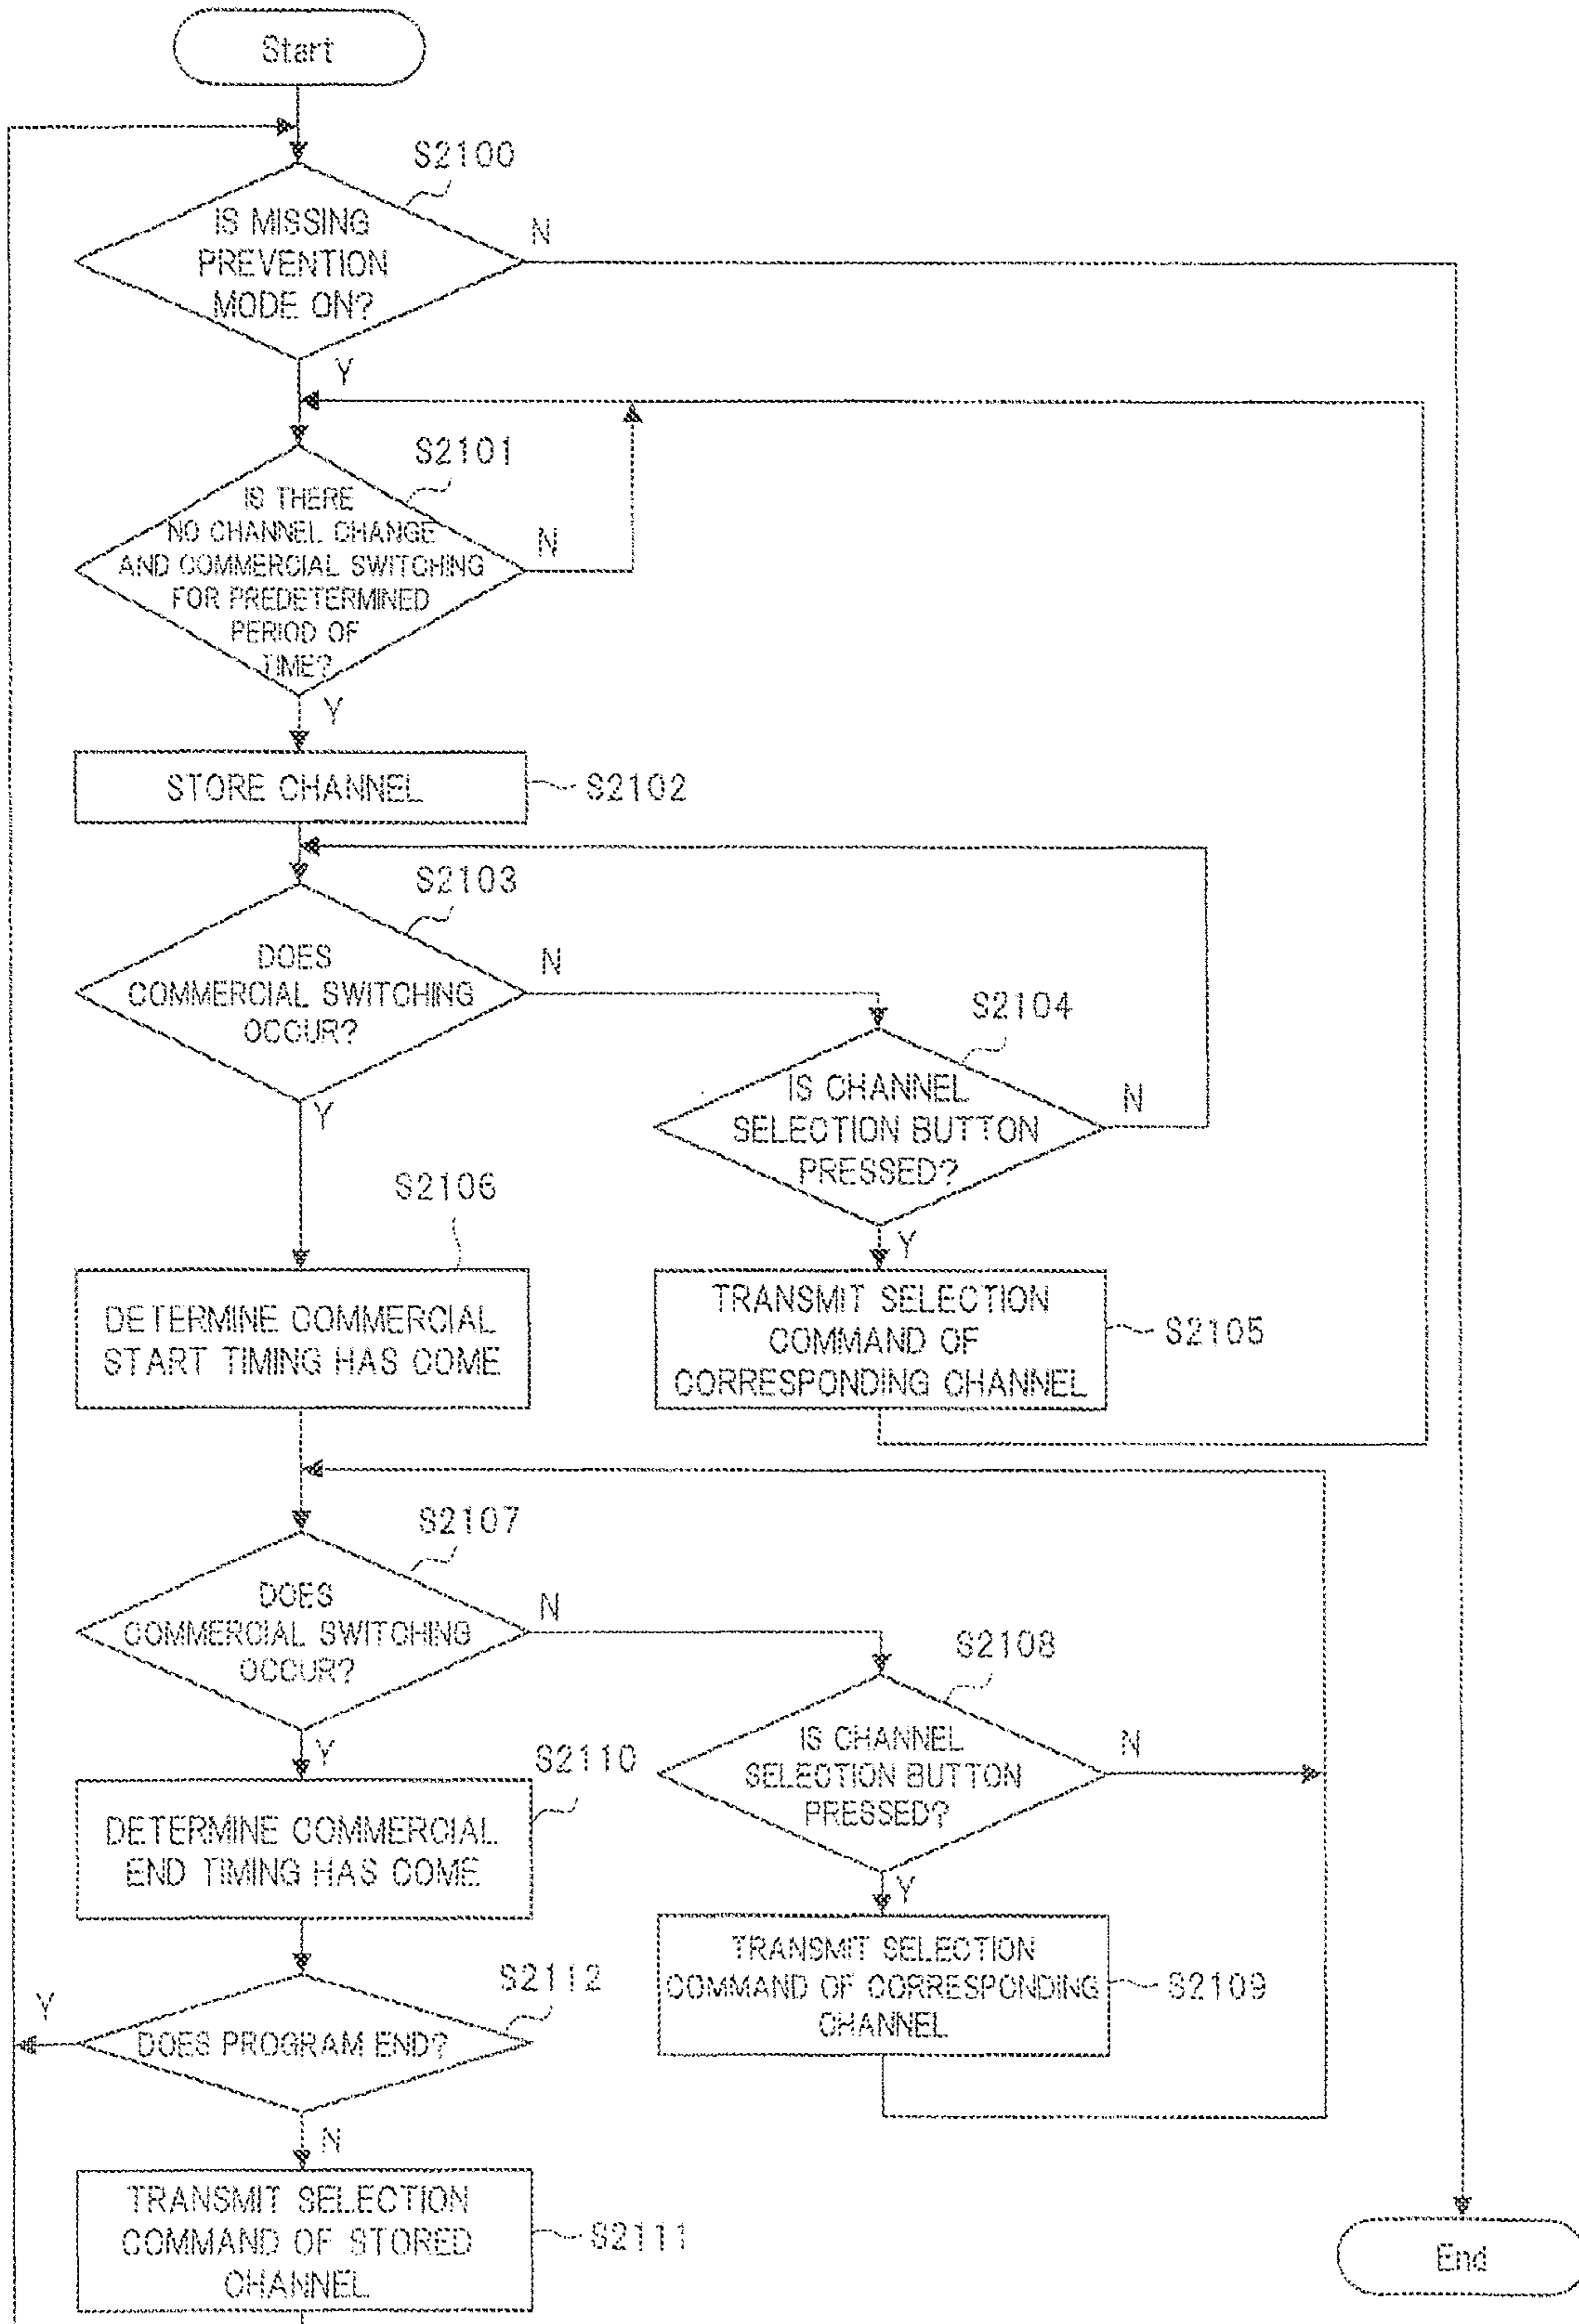 Start
S2100
IS MISSING
PREVENTION
MODE ON?
N
Y
S2101
IS THERE
NO CHANNEL CHANGE
AND COMMERCIAL SWITCHING
FOR PREDETERMINED
PERIOD OF
TIME?
N
Y
STORE CHANNEL
S2102
S2103
DOES
COMMERCIAL SWITCHING
OCCUR?
N
Y
S2104
IS CHANNEL
SELECTION BUTTON
PRESSED?
N
Y
S2106
DETERMINE COMMERCIAL
START TIMING HAS COME
TRANSMIT SELECTION
COMMAND OF
CORRESPONDING CHANNEL
S2105
S2107
DOES
COMMERCIAL SWITCHING
OCCUR?
N
Y
S2108
IS CHANNEL
SELECTION BUTTON
PRESSED?
N
Y
S2110
DETERMINE COMMERCIAL
END TIMING HAS COME
TRANSMIT SELECTION
COMMAND OF CORRESPONDING
CHANNEL
S2109
S2112
DOES PROGRAM END?
Y
N
TRANSMIT SELECTION
COMMAND OF STORED
CHANNEL
S2111
End